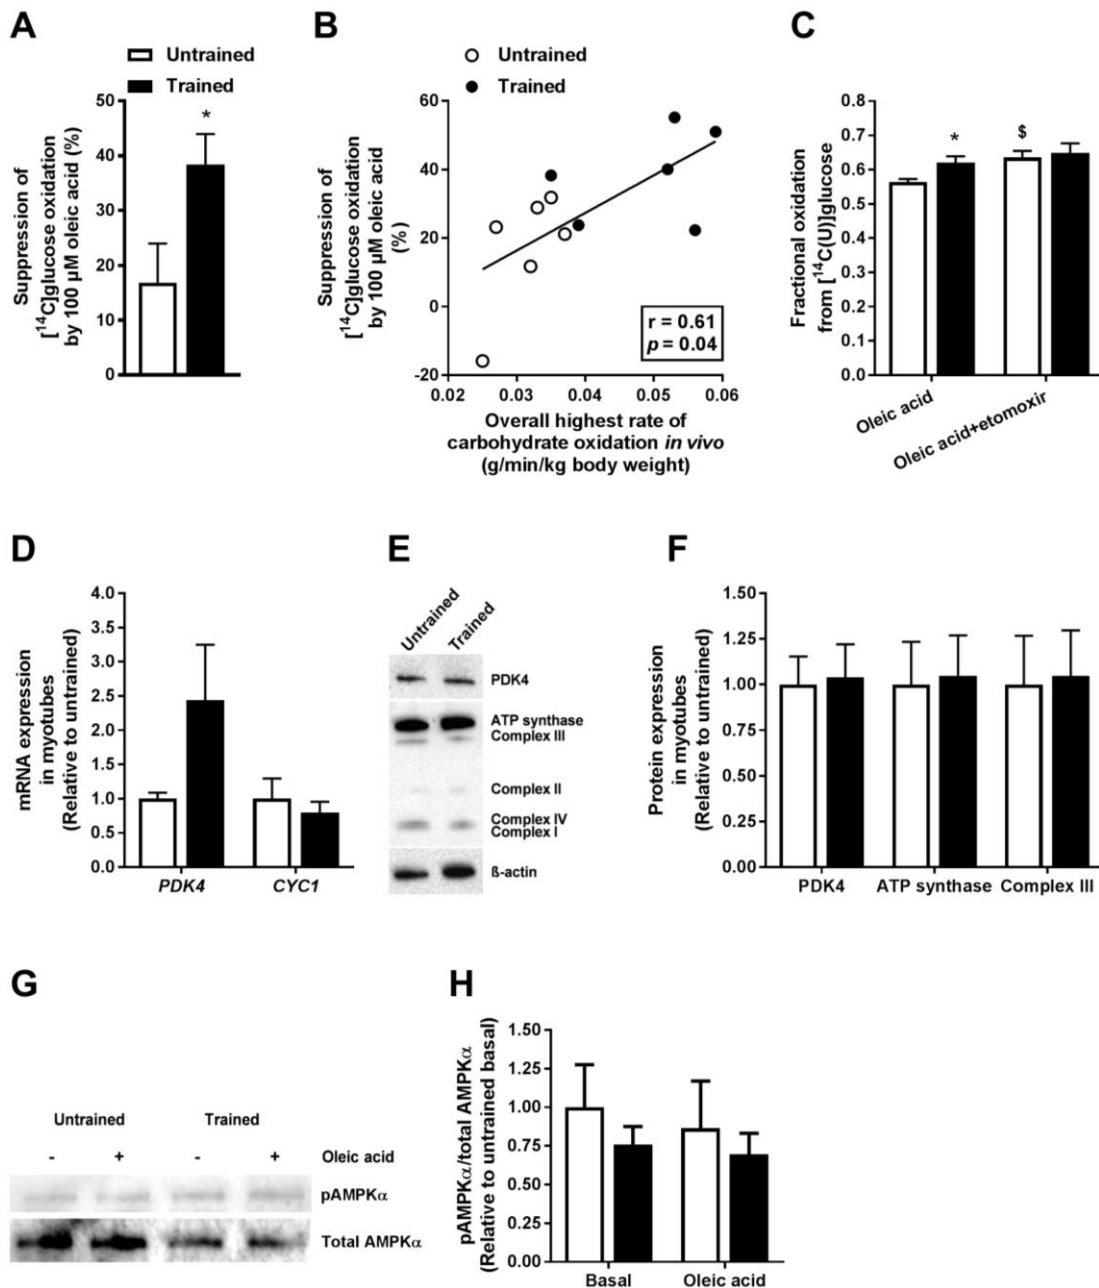 A
Untrained
Trained
Suppression of
[¹⁴C]glucose oxidation
by 100 µM oleic acid (%)
50
40
30
20
10
0
*
B
Untrained
Trained
Suppression of
[¹⁴C]glucose oxidation
by 100 µM oleic acid
(%)
60
40
20
0
-20
r = 0.61
p = 0.04
0.02 0.03 0.04 0.05 0.06
Overall highest rate of
carbohydrate oxidation in vivo
(g/min/kg body weight)
C
Fractional oxidation
from [¹⁴C(U)]glucose
0.8
0.7
0.6
0.5
0.4
0.3
0.2
0.1
0.0
* $
Oleic acid
Oleic acid+etomoxir
D
mRNA expression
in myotubes
(Relative to untrained)
4.0
3.5
3.0
2.5
2.0
1.5
1.0
0.5
0.0
PDK4 CYC1
E
Untrained Trained
PDK4
ATP synthase
Complex III
Complex II
Complex IV
Complex I
ß-actin
F
Protein expression
in myotubes
(Relative to untrained)
1.50
1.25
1.00
0.75
0.50
0.25
0.00
PDK4 ATP synthase Complex III
G
Untrained Trained
- + - + Oleic acid
pAMPKα
Total AMPKα
H
pAMPKα/total AMPKα
(Relative to untrained basal)
1.50
1.25
1.00
0.75
0.50
0.25
0.00
Basal Oleic acid